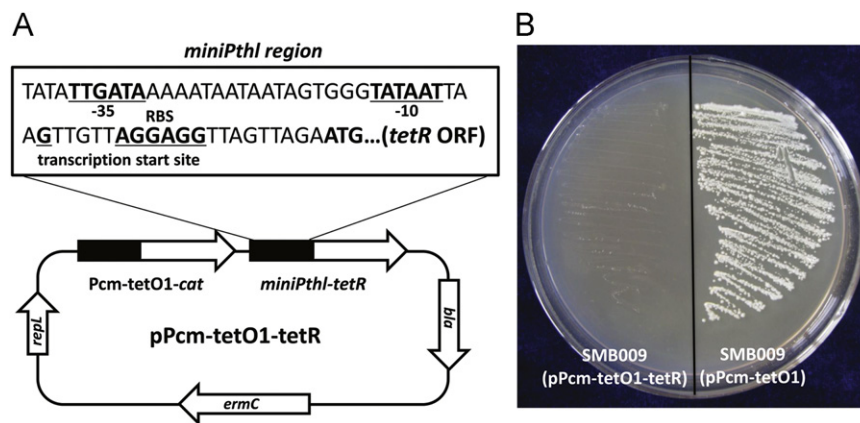 A
miniPthl region
TATATTGATAAAAATAATAATAGTGGGTATAATTA
-35
-10
RBS
AGTTGTTAGGAGGTTAGTTAGAATG...(tetR ORF)
transcription start site
Pcm-tetO1-cat
miniPthl-tetR
repL
bla
pPcm-tetO1-tetR
ermC
B
SMB009
(pPcm-tetO1-tetR)
SMB009
(pPcm-tetO1)